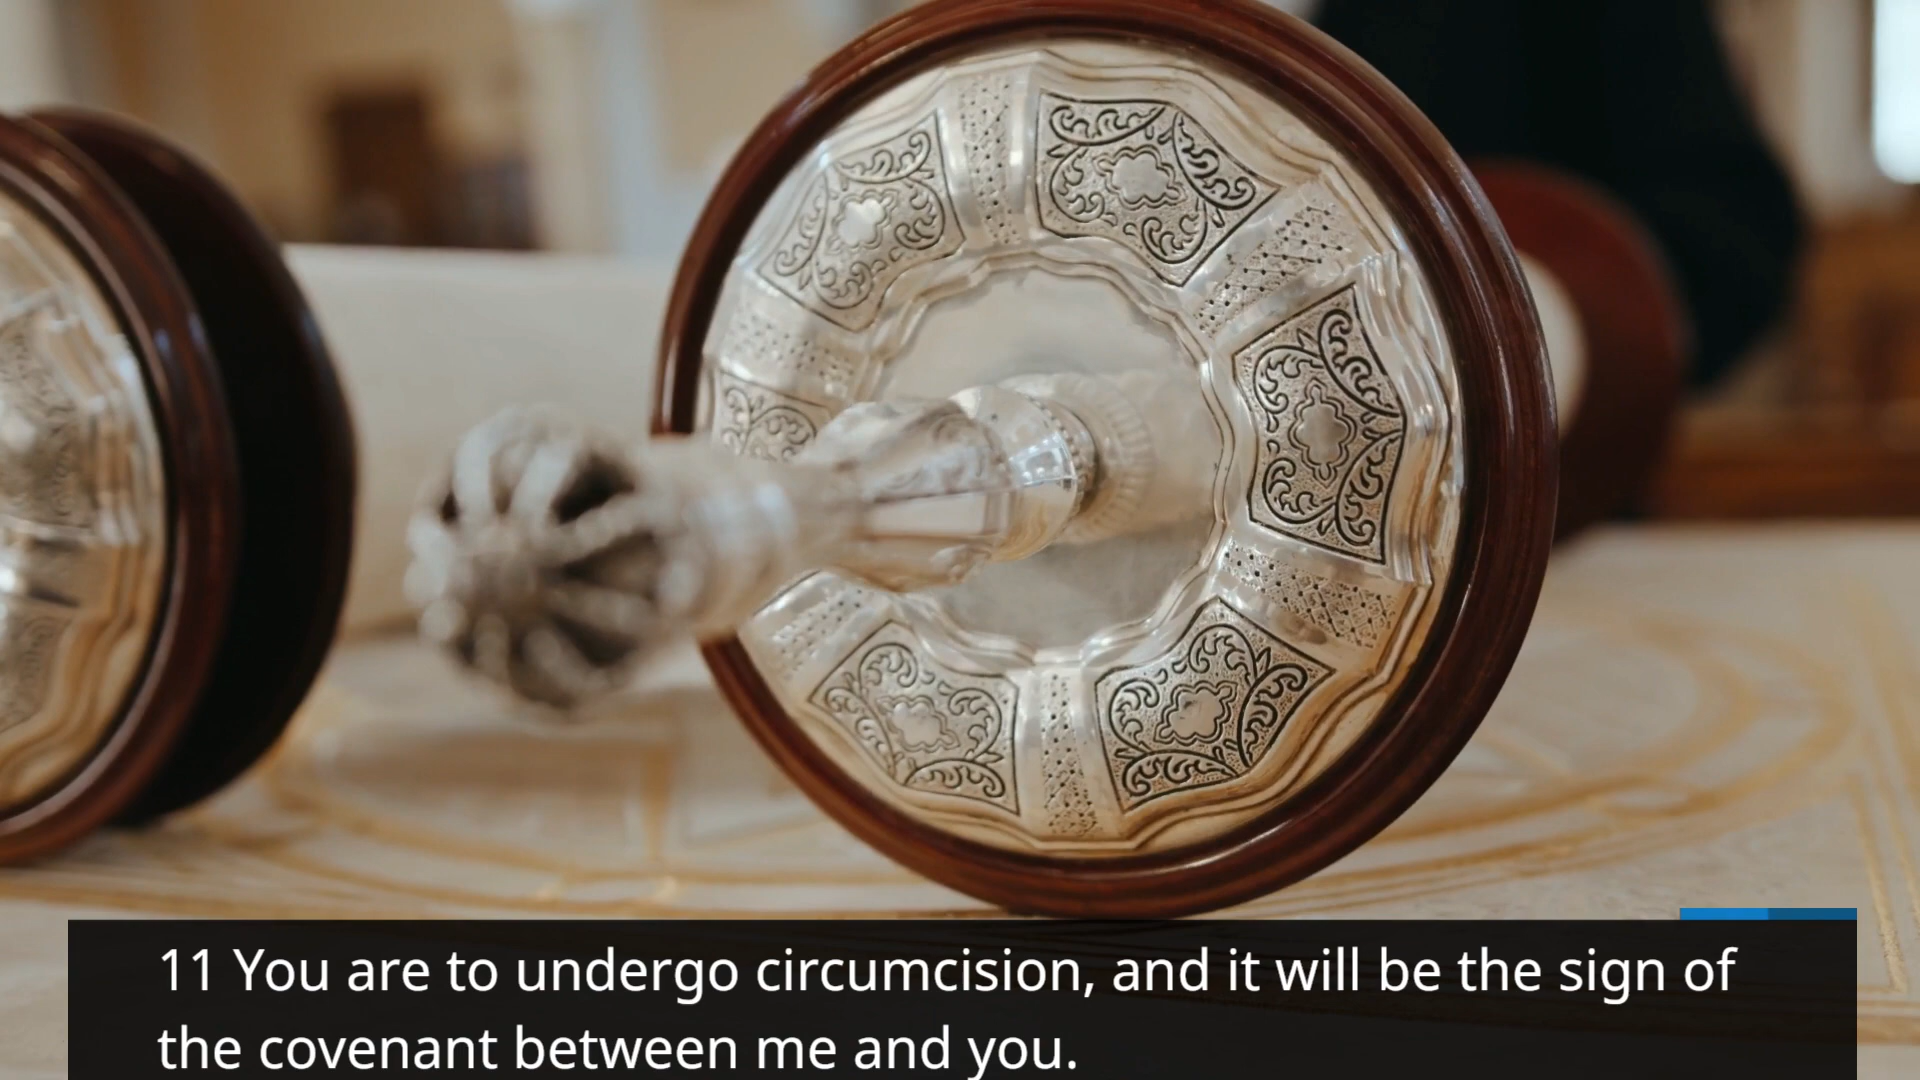 11 You are to undergo circumcision, and it will be the sign of
the covenant between me and you.